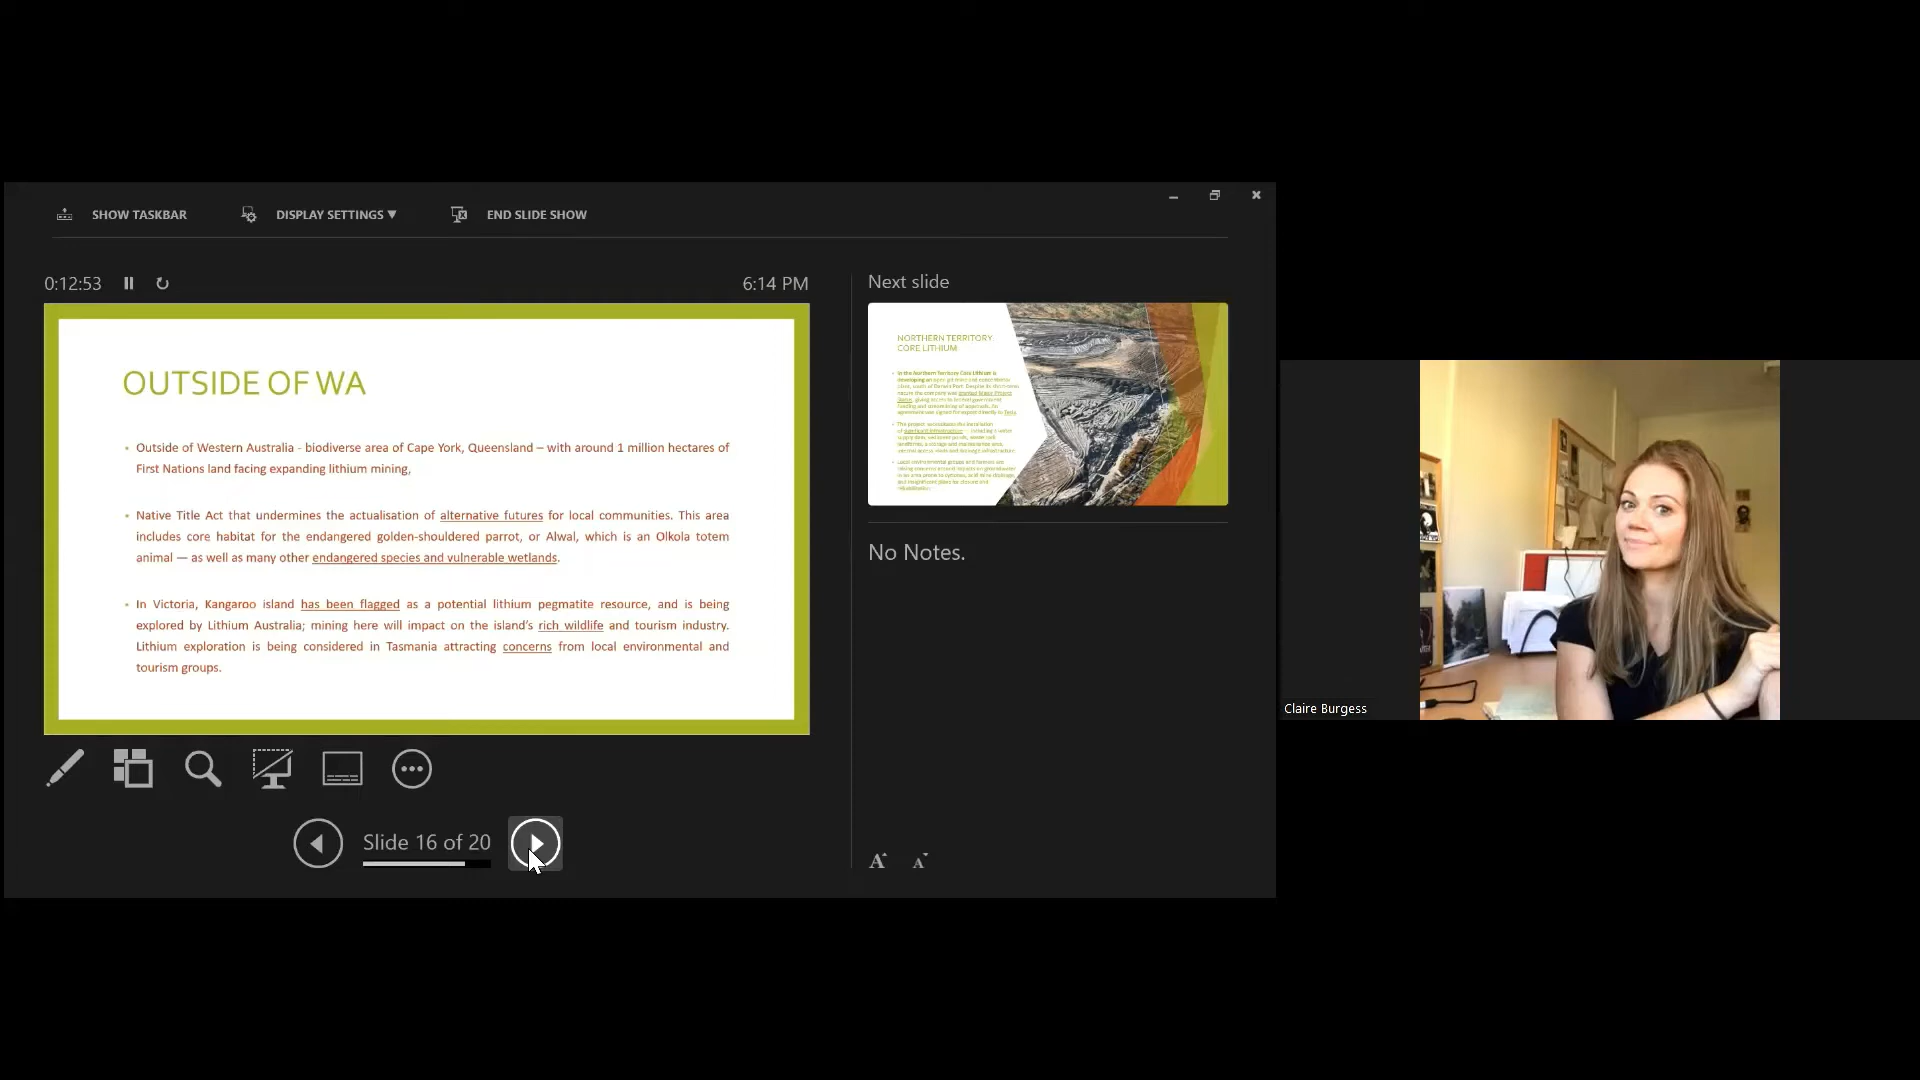 SHOW TASKBAR
DISPLAY SETTINGS ▼
END SLIDE SHOW
0:12:53
6:14 PM
OUTSIDE OF WA
Outside of Western Australia - biodiverse area of Cape York, Queensland – with around 1 million hectares of
First Nations land facing expanding lithium mining,
Native Title Act that undermines the actualisation of alternative futures for local communities. This area
includes core habitat for the endangered golden-shouldered parrot, or Alwal, which is an Olkola totem
animal — as well as many other endangered species and vulnerable wetlands.
In Victoria, Kangaroo island has been flagged as a potential lithium pegmatite resource, and is being
explored by Lithium Australia; mining here will impact on the island's rich wildlife and tourism industry.
Lithium exploration is being considered in Tasmania attracting concerns from local environmental and
tourism groups.
Slide 16 of 20
Next slide
NORTHERN TERRITORY
CORE LITHIUM
In the Northern Territory Core Lithium is
No Notes.
A A
Claire Burgess